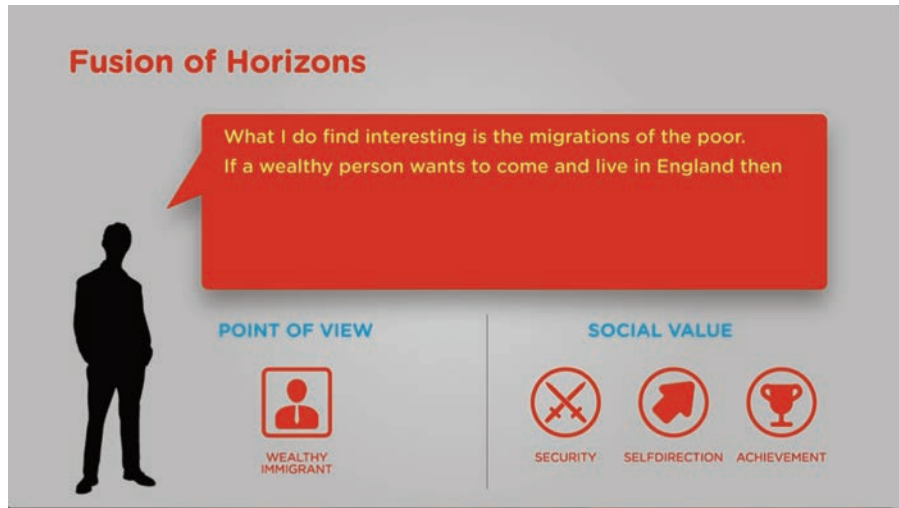 Fusion of Horizons
What I do find interesting is the migrations of the poor.
If a wealthy person wants to come and live in England then
POINT OF VIEW
WEALTHY
IMMIGRANT
SOCIAL VALUE
SECURITY
SELFDIRECTION
ACHIEVEMENT